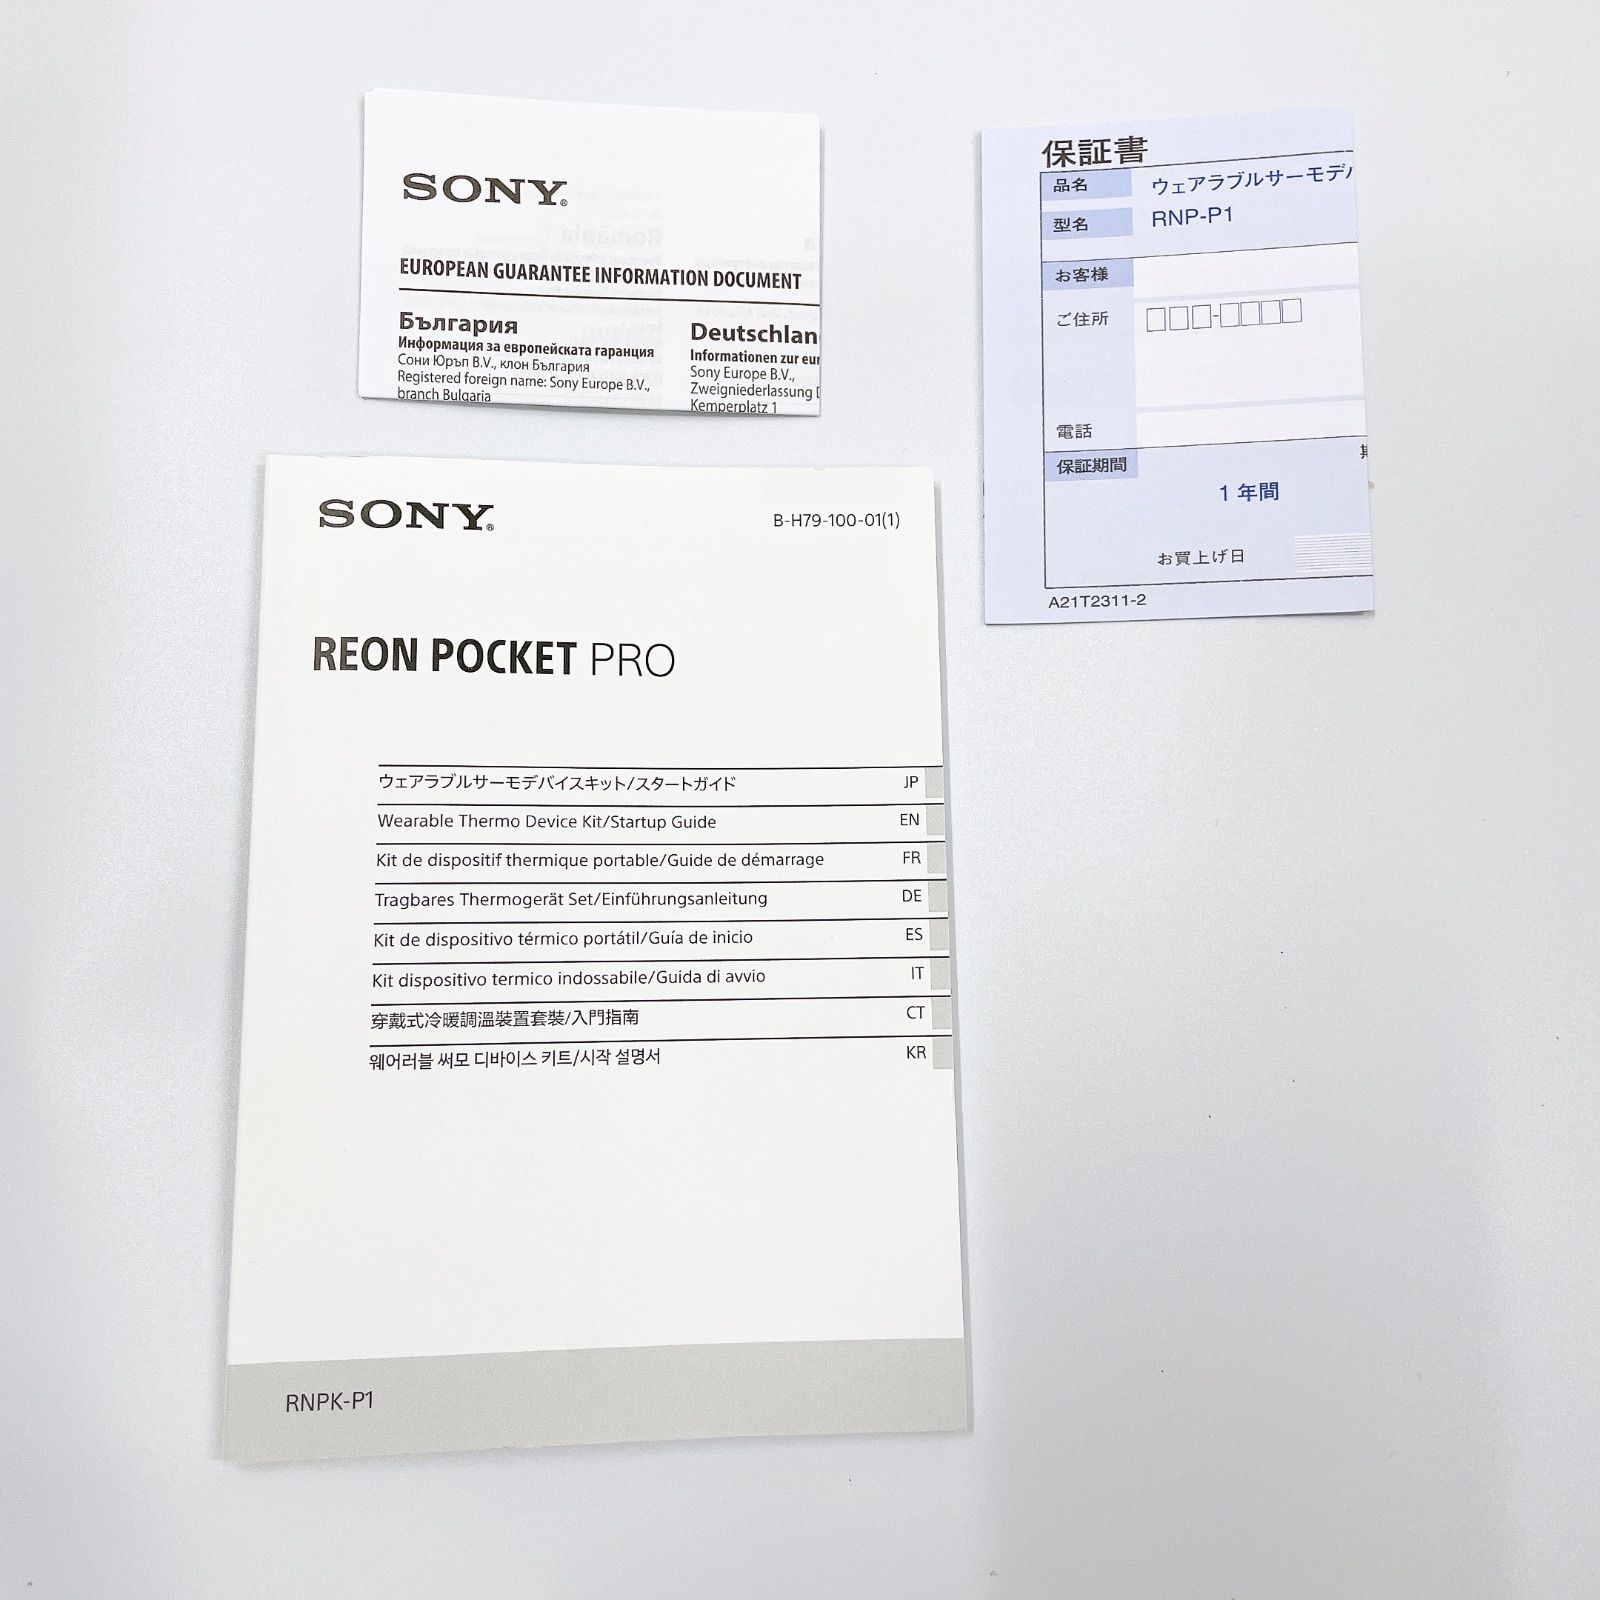 SONY®
EUROPEAN GUARANTEE INFORMATION DOCUMENT
България
Информация за европейската гаранция
Сони Юръп B.V., клон България
Registered foreign name: Sony Europe B.V.,
branch Bulgaria
Deutschlan
Informationen zur eur
Sony Europe B.V.,
Zweigniederlassung D
Kemperplatz 1
保証書
品名 ウェアラブルサーモデバ
型名 RNP-P1
お客様
ご住所
電話
保証期間
1年間
お買上げ日
A21T2311-2
SONY®
B-H79-100-01(1)
REON POCKET PRO
ウェアラブルサーモデバイスキット/スタートガイド JP
Wearable Thermo Device Kit/Startup Guide EN
Kit de dispositif thermique portable/Guide de démarrage FR
Tragbares Thermogerät Set/Einführungsanleitung DE
Kit de dispositivo térmico portátil/Guía de inicio ES
Kit dispositivo termico indossabile/Guida di avvio IT
穿戴式冷暖調溫裝置套裝/入門指南 CT
웨어러블 써모 디바이스 키트/시작 설명서 KR
RNPK-P1